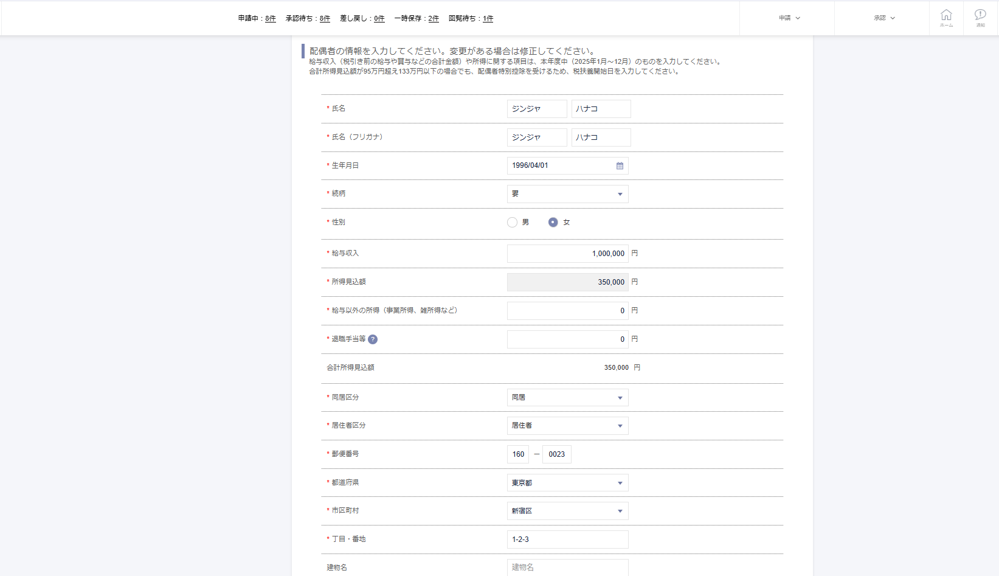 申請中：8件 承認待ち：8件 差し戻し：0件 一時保存：2件 回覧待ち：1件 申請 承認 ホーム 通知
配偶者の情報を入力してください。変更がある場合は修正してください。
給与収入（税引き前の給与や賞与などの合計金額）や所得に関する項目は、本年度中（2025年1月～12月）のものを入力してください。
合計所得見込額が95万円超え133万円以下の場合でも、配偶者特別控除を受けるため、税扶養開始日を入力してください。
* 氏名 ジンジャ ハナコ
* 氏名（フリガナ） ジンジャ ハナコ
* 生年月日 1996/04/01
* 続柄 妻
* 性別 男 女
* 給与収入 1,000,000 円
* 所得見込額 350,000 円
* 給与以外の所得（事業所得、雑所得など） 0 円
* 退職手当等 ? 0 円
合計所得見込額 350,000 円
* 同居区分 同居
* 居住者区分 居住者
* 郵便番号 160 － 0023
* 都道府県 東京都
* 市区町村 新宿区
* 丁目・番地 1-2-3
建物名 建物名